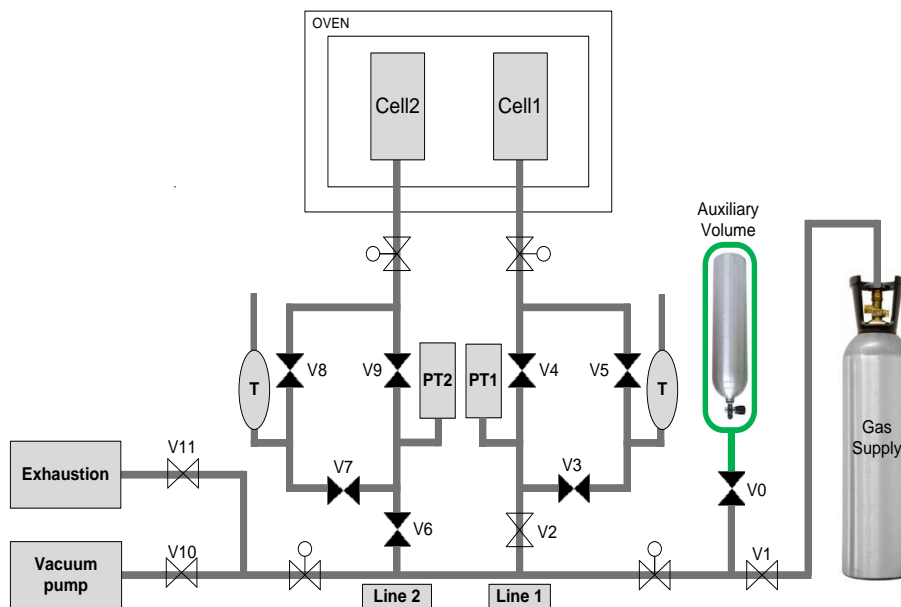 OVEN
Cell2
Cell1
Auxiliary
Volume
V8
V9
PT2
PT1
V4
V5
T
T
Gas
Supply
V11
Exhaustion
V7
V3
V0
V6
V2
V10
V1
Vacuum
pump
Line 2
Line 1